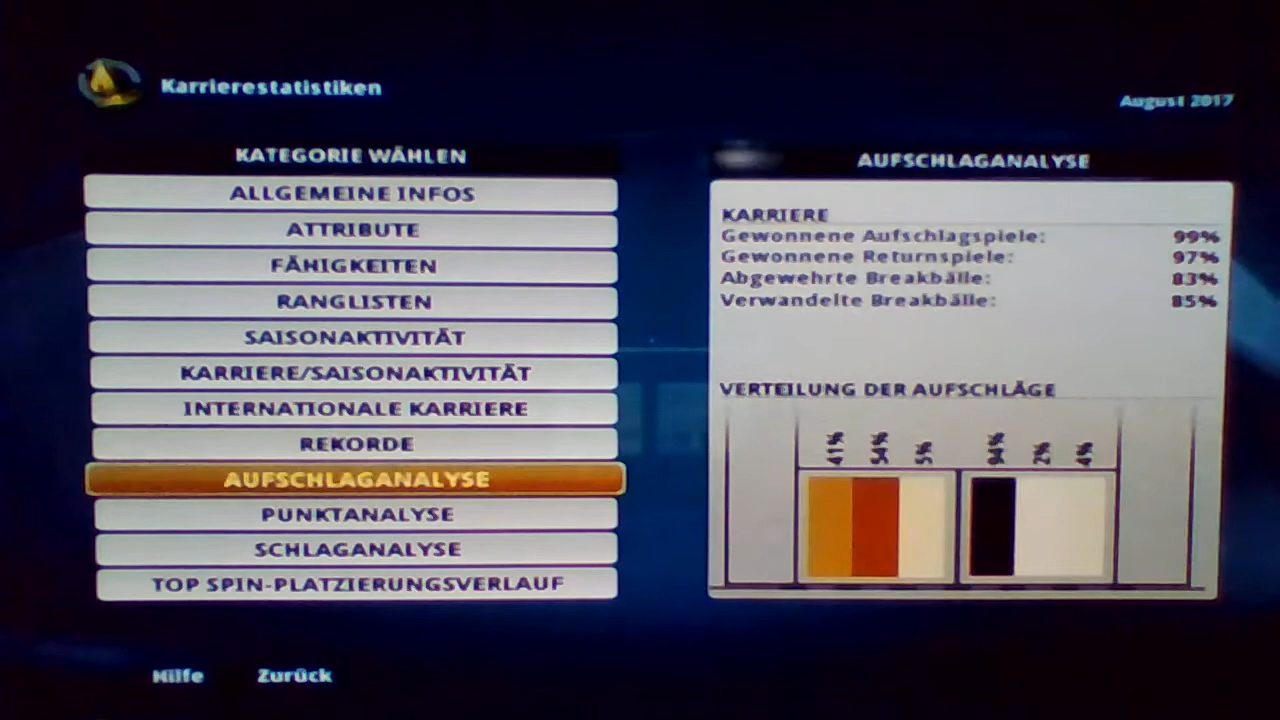 Karrierestatistiken
August 2017
KATEGORIE WÄHLEN
ALLGEMEINE INFOS
ATTRIBUTE
FÄHIGKEITEN
RANGLISTEN
SAISONAKTIVITÄT
KARRIERE/SAISONAKTIVITÄT
INTERNATIONALE KARRIERE
REKORDE
AUFSCHLAGANALYSE
PUNKTANALYSE
SCHLAGANALYSE
TOP SPIN-PLATZIERUNGSVERLAUF
AUFSCHLAGANALYSE
KARRIERE
Gewonnene Aufschlagspiele: 99%
Gewonnene Returnspiele: 97%
Abgewehrte Breakbälle: 83%
Verwandelte Breakbälle: 85%
VERTEILUNG DER AUFSCHLÄGE
41% 54% 5% 94% 2% 4%
Hilfe Zurück